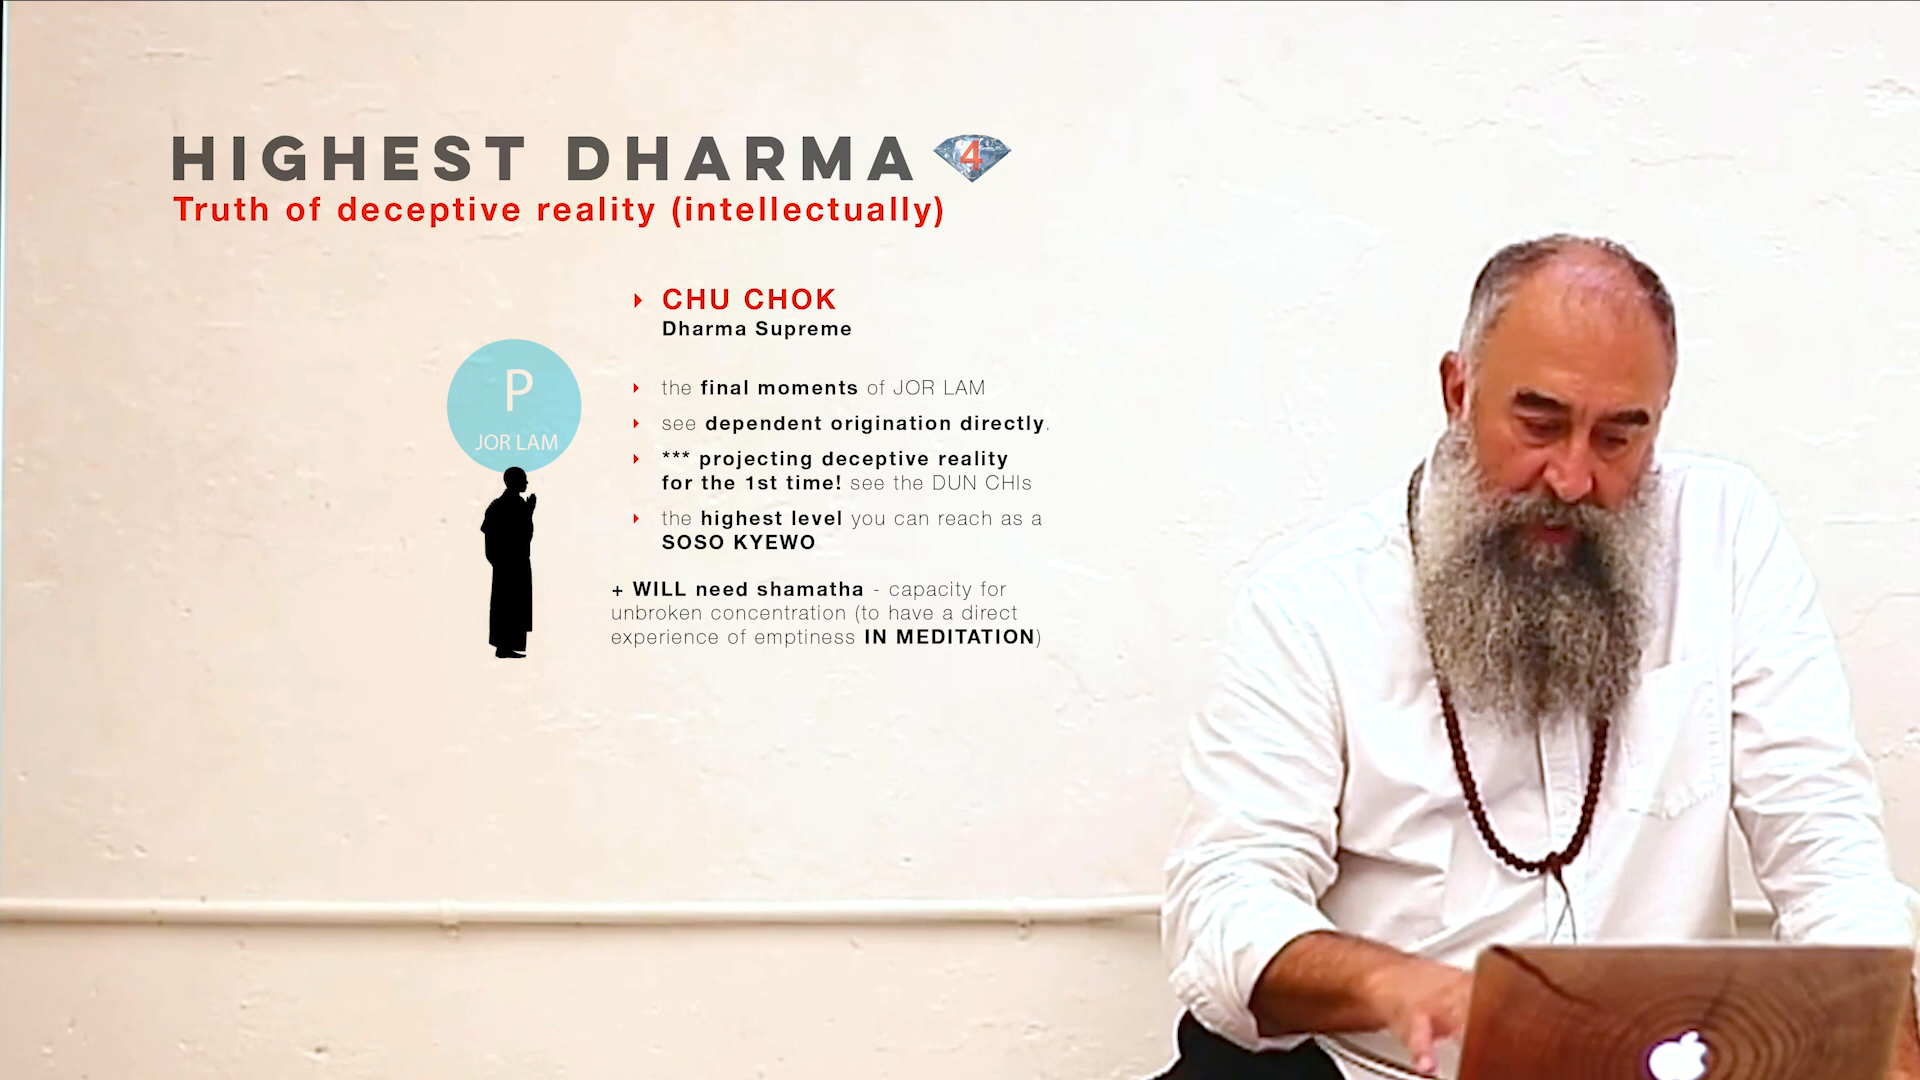 HIGHEST DHARMA 4
Truth of deceptive reality (intellectually)
CHU CHOK
Dharma Supreme
P
JOR LAM
the final moments of JOR LAM
see dependent origination directly.
*** projecting deceptive reality
for the 1st time! see the DUN CHIs
the highest level you can reach as a
SOSO KYEWO
+ WILL need shamatha - capacity for
unbroken concentration (to have a direct
experience of emptiness IN MEDITATION)